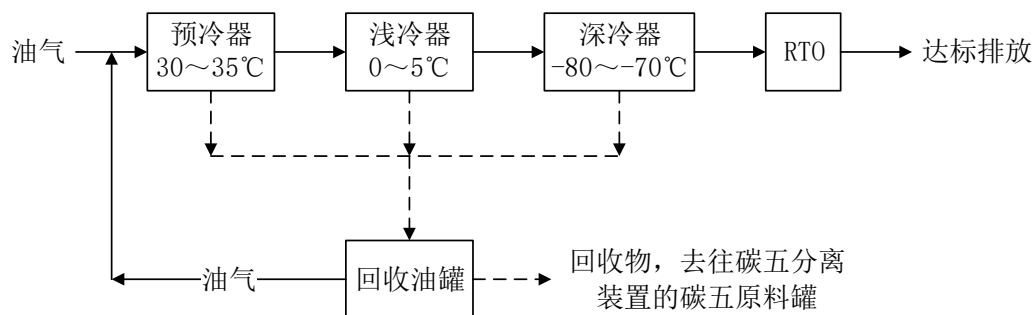 油气
预冷器
30～35℃
浅冷器
0～5℃
深冷器
-80～-70℃
RTO
达标排放
油气
回收油罐
回收物，去往碳五分离
装置的碳五原料罐